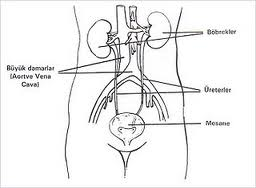 Böbrekler
Büyük damarlar
(Aortve Vena
Cava)
Üreterler
Mesane